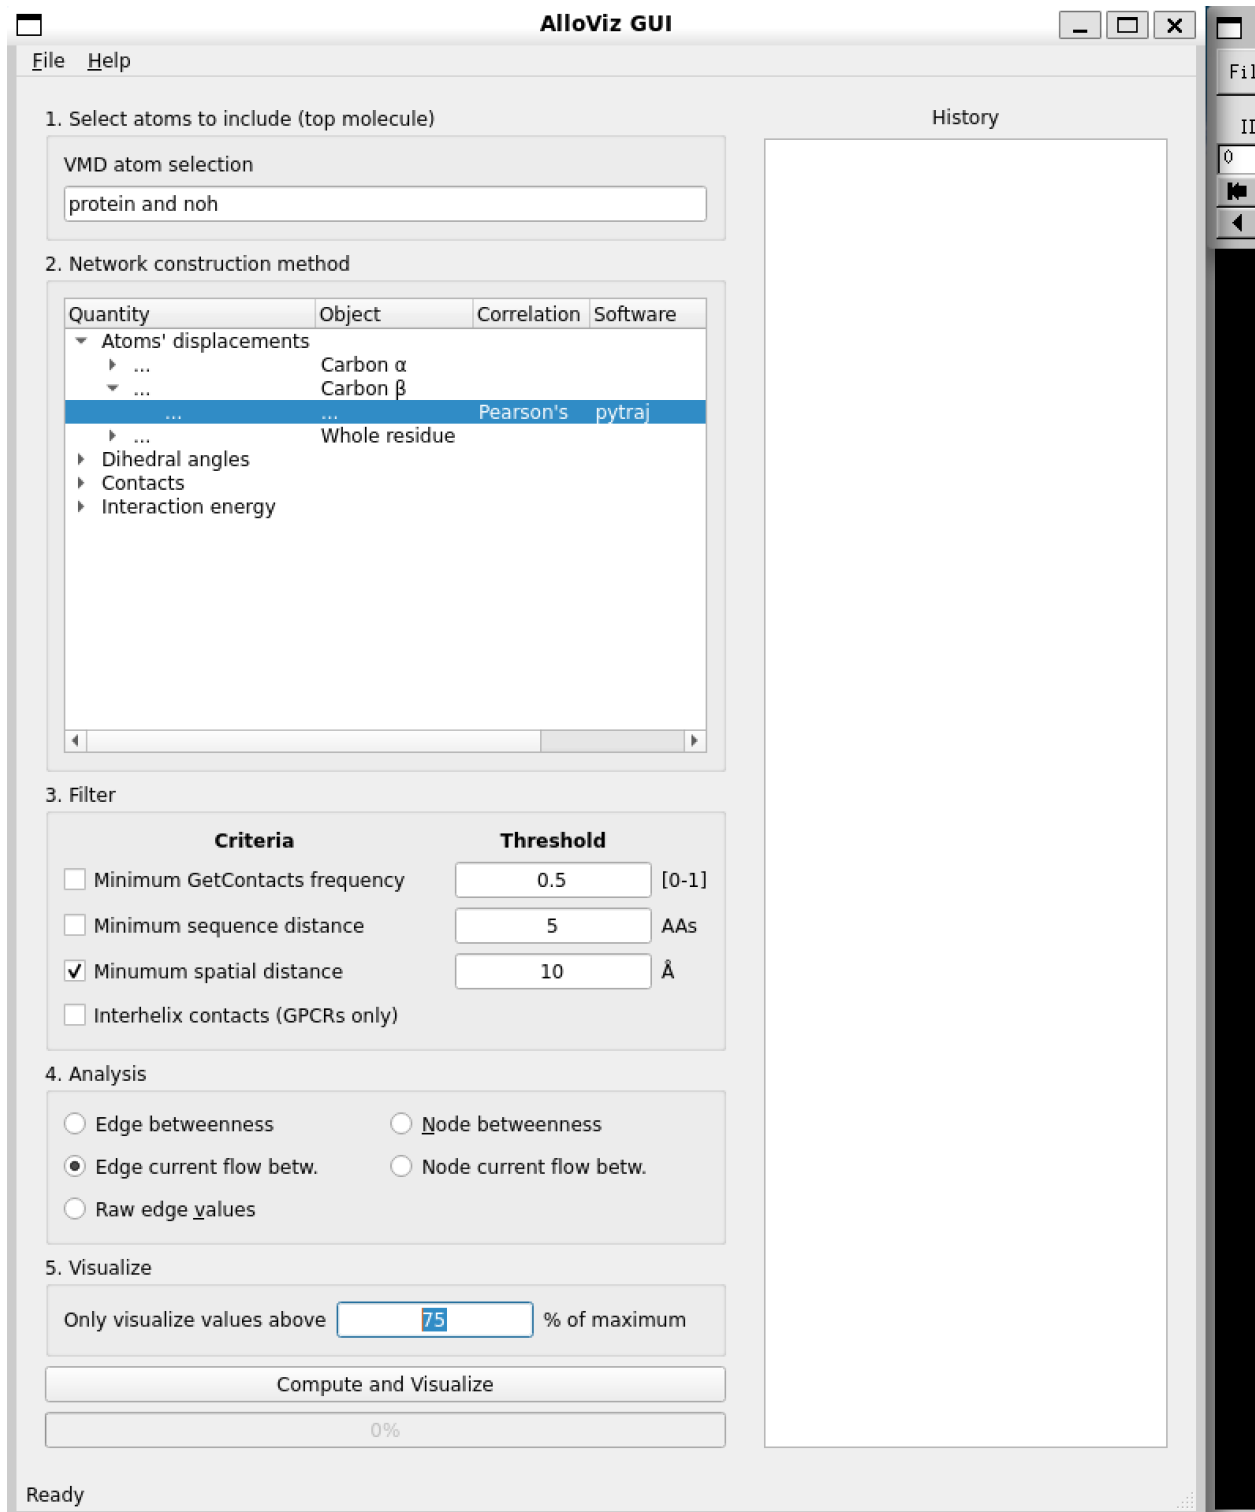 AlloViz GUI
File Help
1. Select atoms to include (top molecule)
VMD atom selection
protein and noh
2. Network construction method
Quantity Object Correlation Software
Atoms' displacements
... Carbon α
... Carbon β
... ... Pearson's pytraj
... Whole residue
Dihedral angles
Contacts
Interaction energy
3. Filter
Criteria Threshold
Minimum GetContacts frequency 0.5 [0-1]
Minimum sequence distance 5 AAs
Minumum spatial distance 10 Å
Interhelix contacts (GPCRs only)
4. Analysis
Edge betweenness Node betweenness
Edge current flow betw. Node current flow betw.
Raw edge values
5. Visualize
Only visualize values above 75 % of maximum
Compute and Visualize
0%
Ready
History
Fil
0